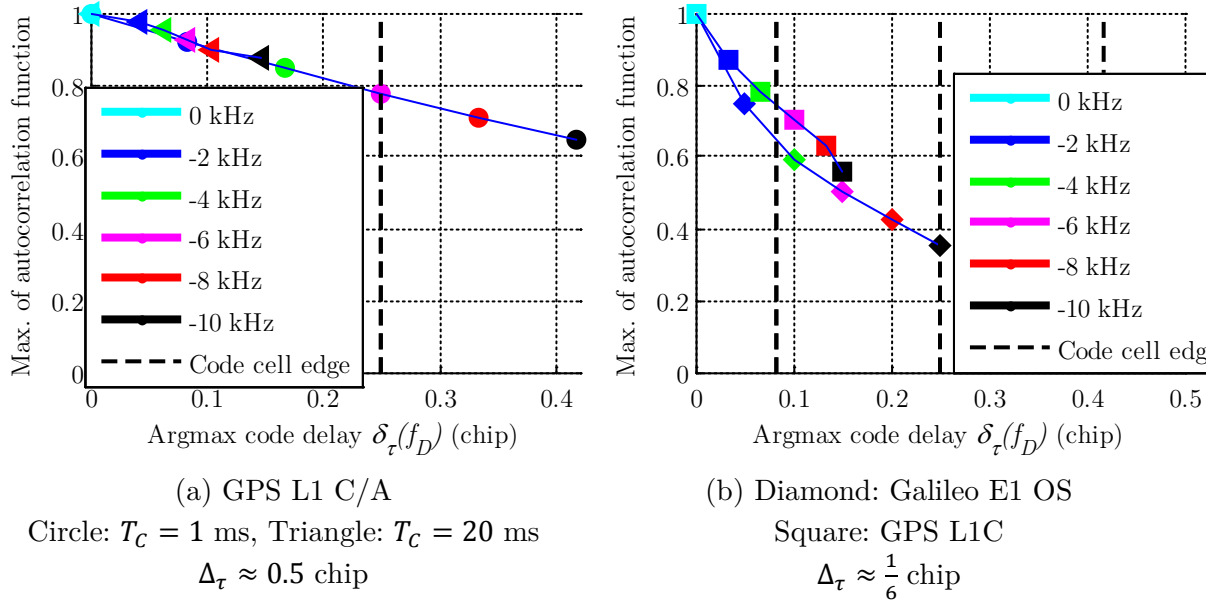 Max. of autocorrelation function
1
0.8
0.6
0.4
0.2
0
0 kHz
-2 kHz
-4 kHz
-6 kHz
-8 kHz
-10 kHz
Code cell edge
0 0.1 0.2 0.3 0.4
Argmax code delay δ_τ(f_D) (chip)
(a) GPS L1 C/A
Circle: T_C = 1 ms, Triangle: T_C = 20 ms
Δ_τ ≈ 0.5 chip
Max. of autocorrelation function
1
0.8
0.6
0.4
0.2
0
0 kHz
-2 kHz
-4 kHz
-6 kHz
-8 kHz
-10 kHz
Code cell edge
0 0.1 0.2 0.3 0.4 0.5
Argmax code delay δ_τ(f_D) (chip)
(b) Diamond: Galileo E1 OS
Square: GPS L1C
Δ_τ ≈ 1/6 chip